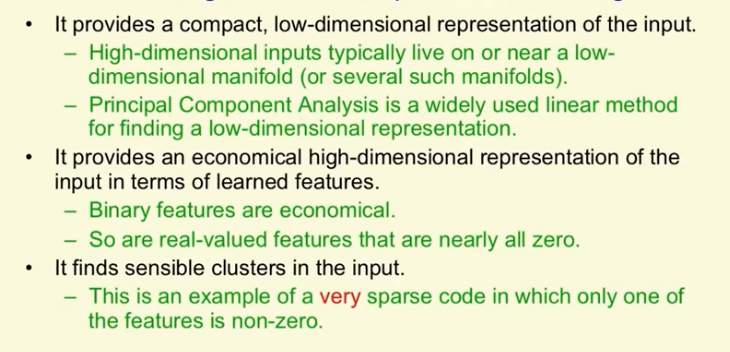 • It provides a compact, low-dimensional representation of the input.
– High-dimensional inputs typically live on or near a low-
dimensional manifold (or several such manifolds).
– Principal Component Analysis is a widely used linear method
for finding a low-dimensional representation.
• It provides an economical high-dimensional representation of the
input in terms of learned features.
– Binary features are economical.
– So are real-valued features that are nearly all zero.
• It finds sensible clusters in the input.
– This is an example of a very sparse code in which only one of
the features is non-zero.